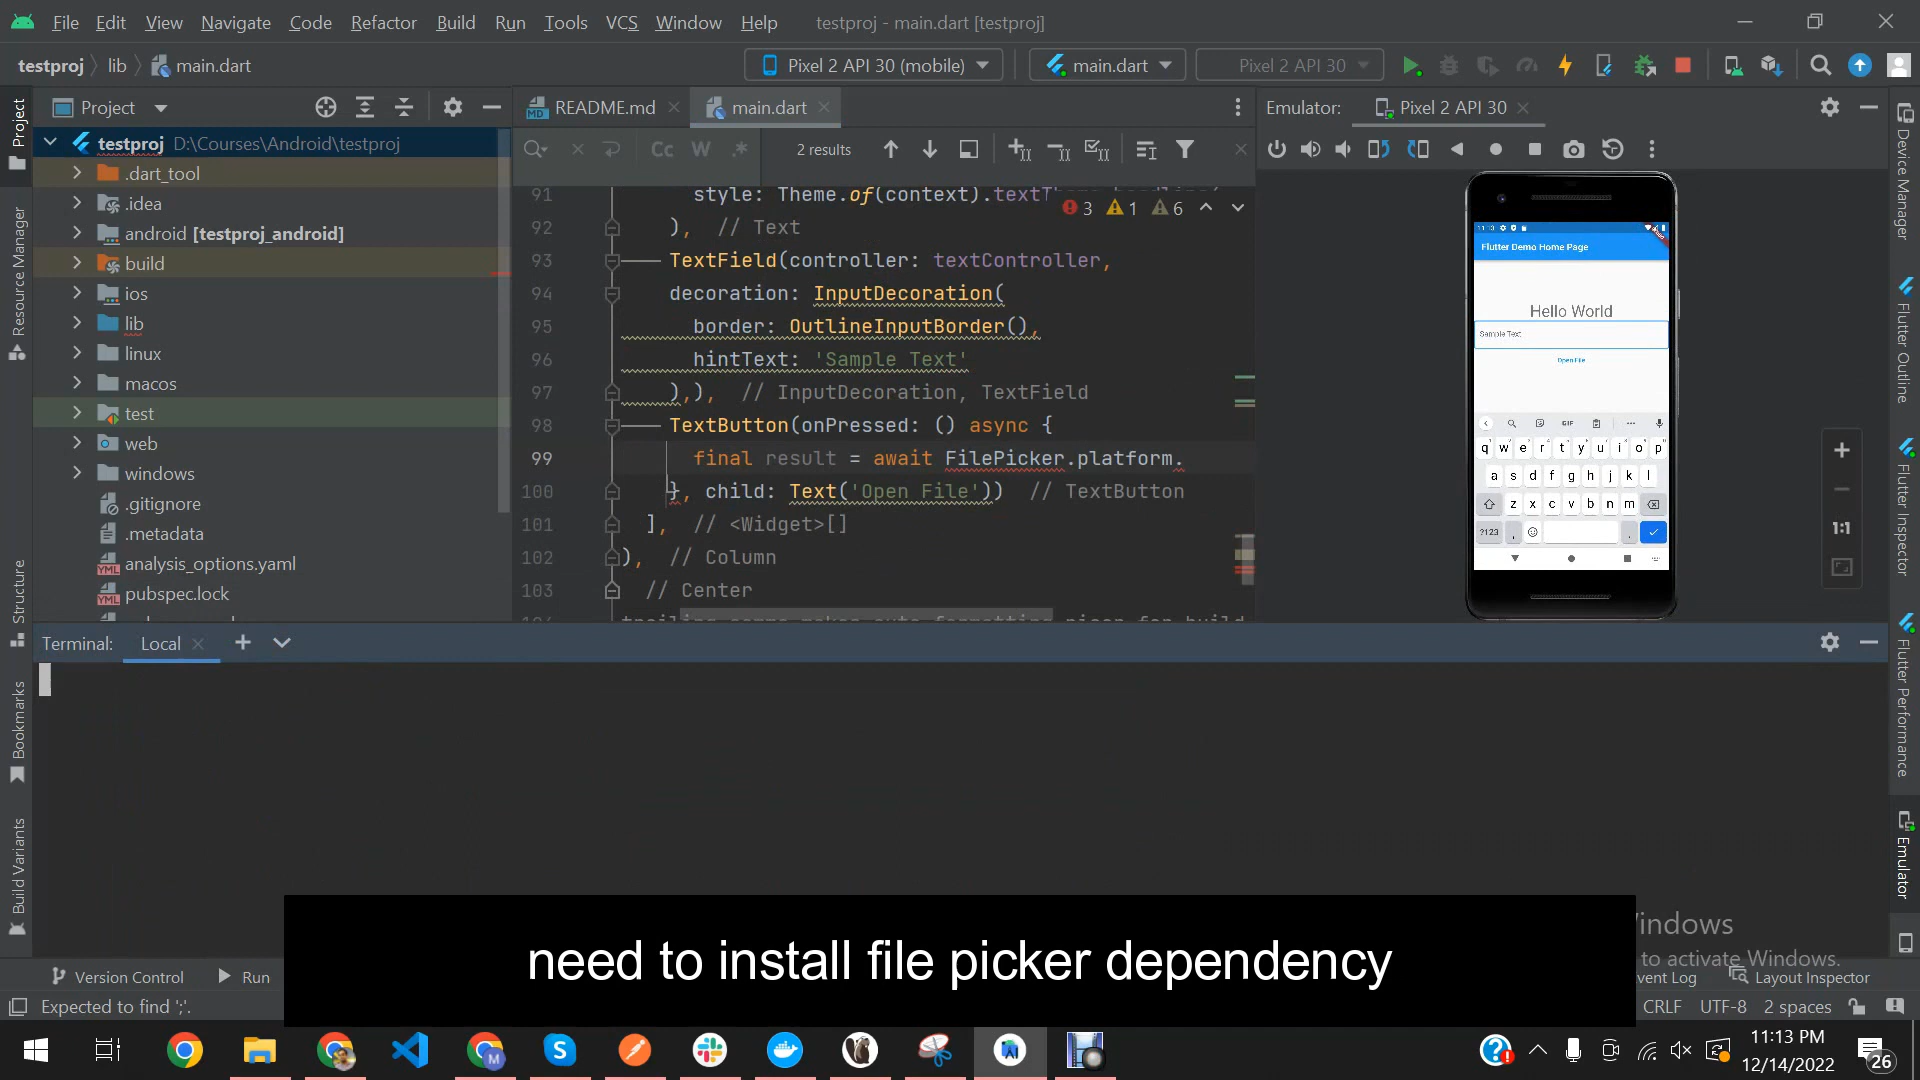 File Edit View Navigate Code Refactor Build Run Tools VCS Window Help testproj - main.dart [testproj]
testproj lib main.dart Pixel 2 API 30 (mobile) main.dart Pixel 2 API 30
Project README.md main.dart Emulator: Pixel 2 API 30
testproj D:\Courses\Android\testproj
.dart_tool
.idea
android [testproj_android]
build
ios
lib
linux
macos
test
web
windows
.gitignore
.metadata
analysis_options.yaml
pubspec.lock
Cc W .* 2 results
3 1 6
91 style: Theme.of(context).textT
92 ), // Text
93 TextField(controller: textController,
94 decoration: InputDecoration(
95 border: OutlineInputBorder(),
96 hintText: 'Sample Text'
97 ),), // InputDecoration, TextField
98 TextButton(onPressed: () async {
99 final result = await FilePicker.platform.
100 }, child: Text('Open File')) // TextButton
101 ], // <Widget>[]
102 ), // Column
103 // Center
Flutter Demo Home Page
Hello World
Sample Text
Open File
GIF
q w e r t y u i o p
a s d f g h j k l
z x c v b n m
?123 , .
1:1
Project
Resource Manager
Structure
Bookmarks
Build Variants
Device Manager
Flutter Outline
Flutter Inspector
Flutter Performance
Emulator
Terminal: Local
need to install file picker dependency
indows
to activate Windows.
Version Control Run vent Log Layout Inspector
Expected to find ';'. CRLF UTF-8 2 spaces
11:13 PM
12/14/2022
26